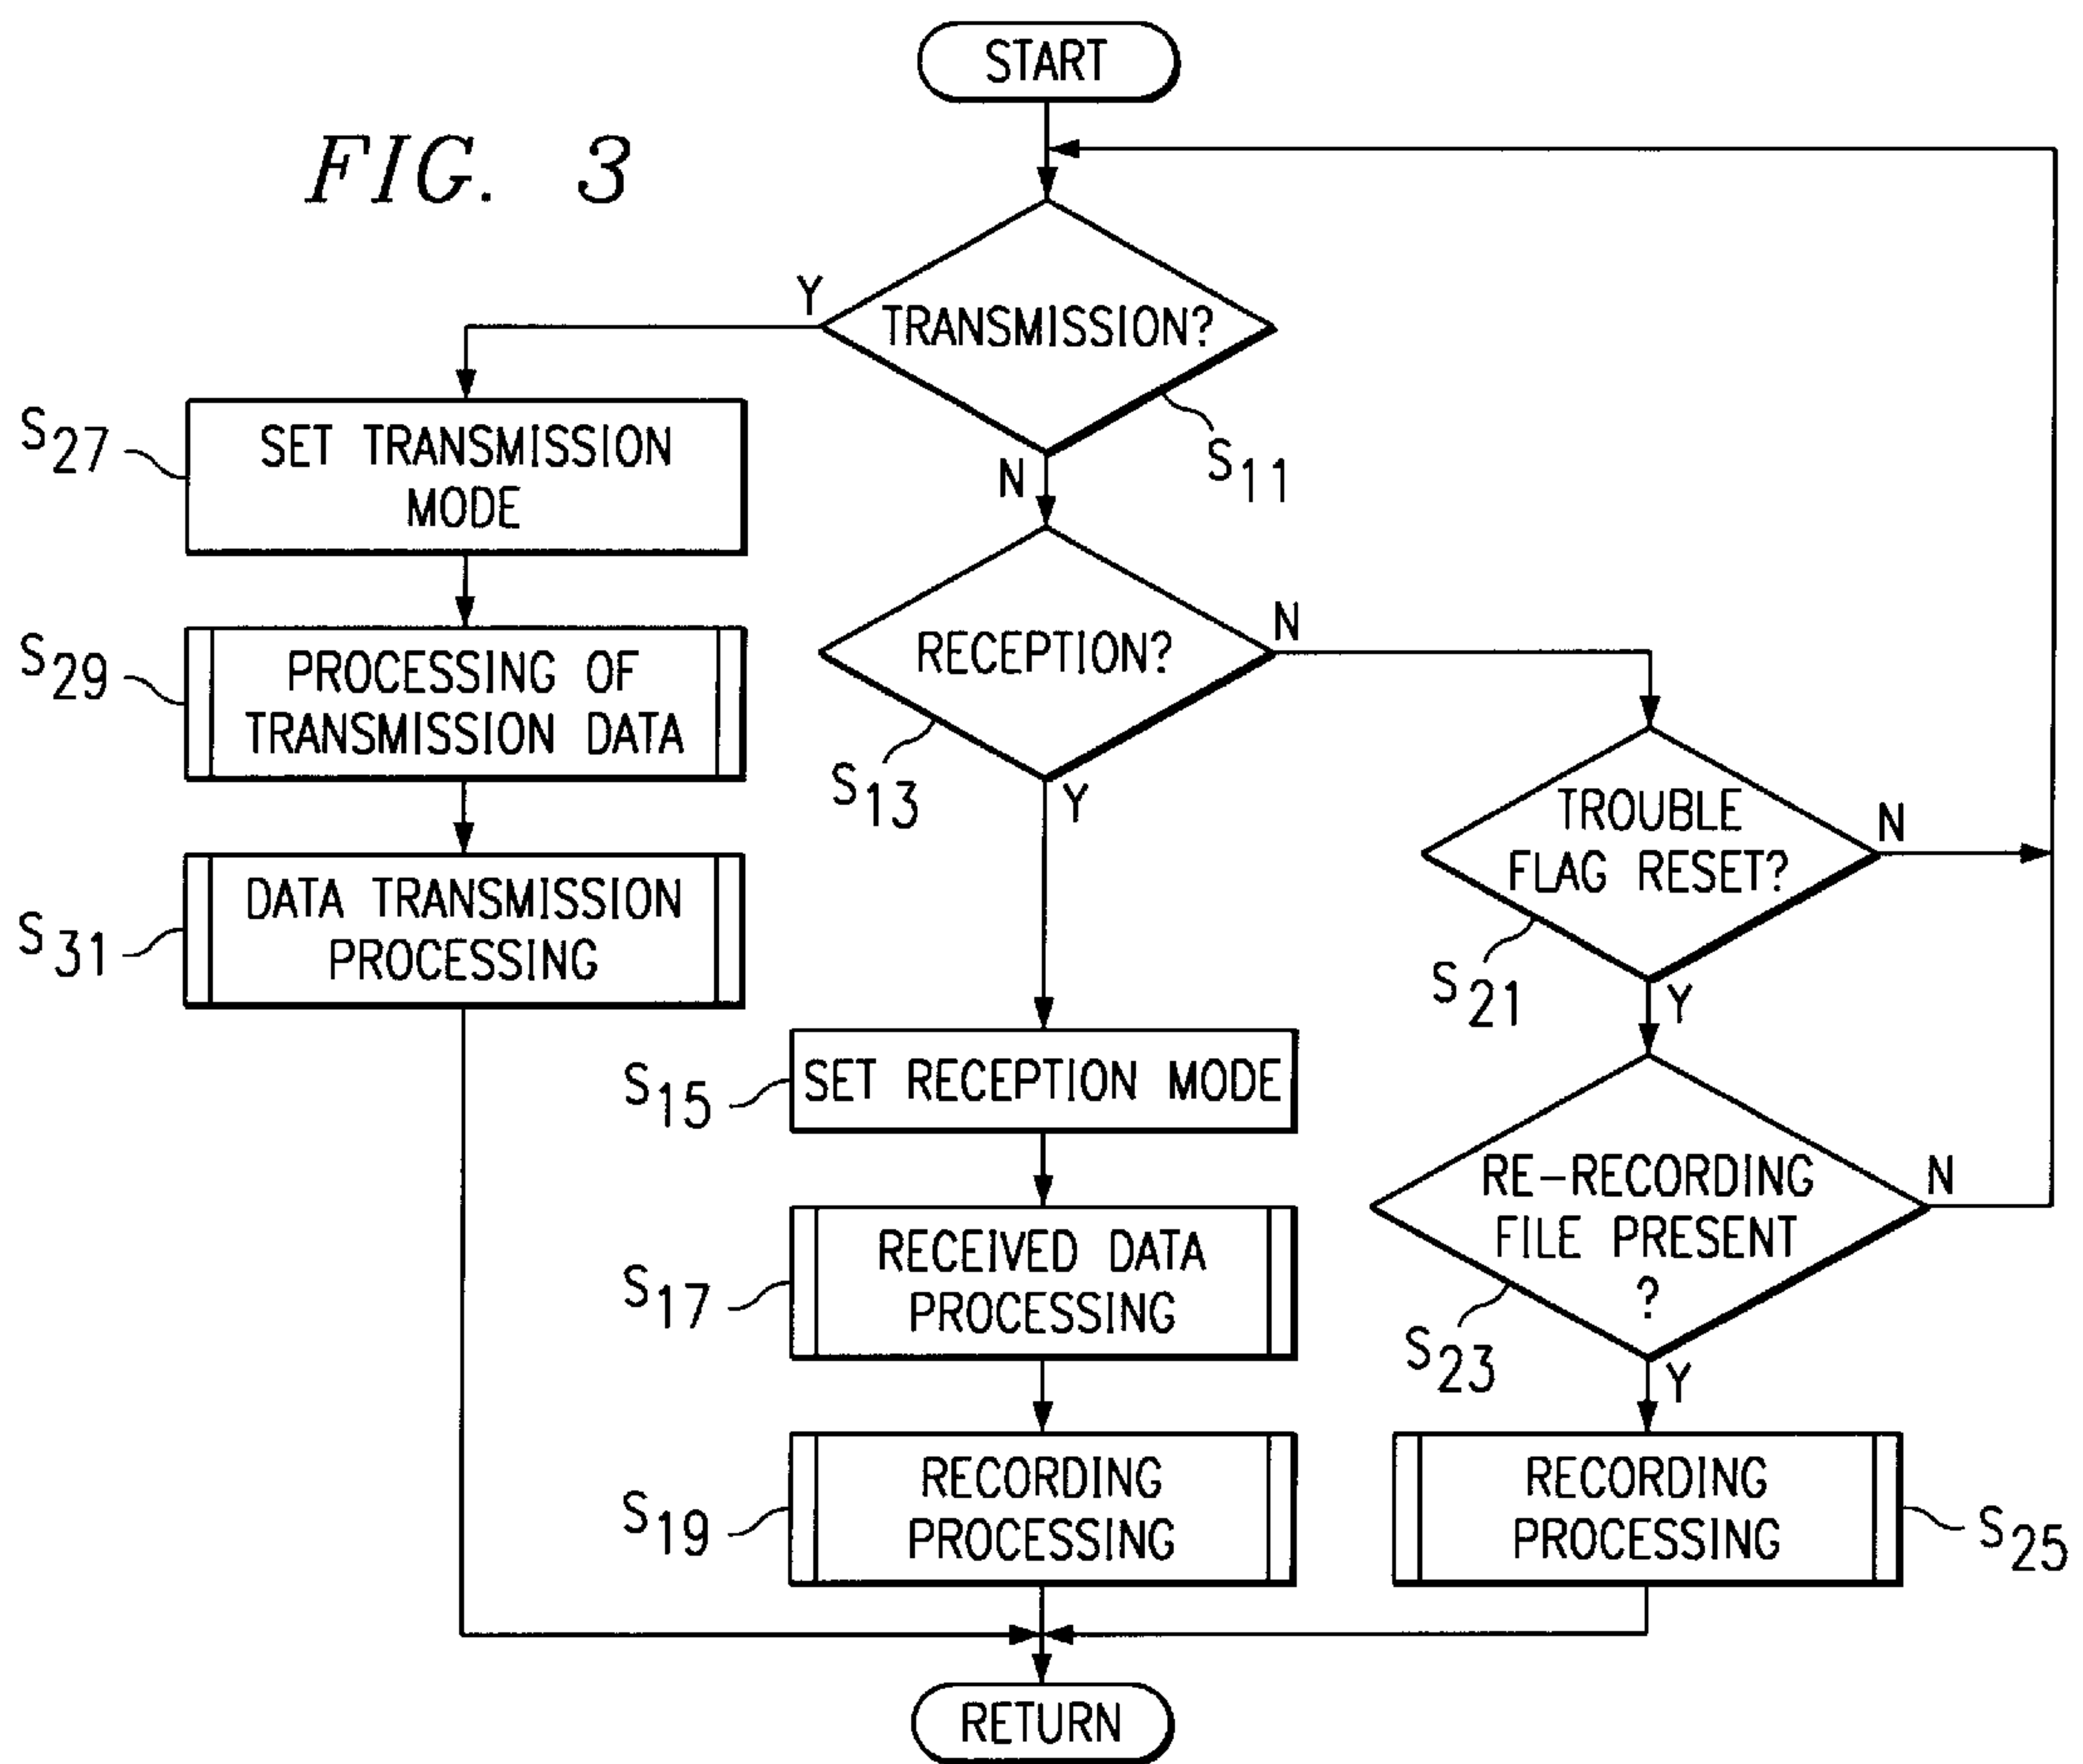 START
FIG. 3
Y
TRANSMISSION?
S11
N
S27
SET TRANSMISSION
MODE
RECEPTION?
N
S13
Y
S29
PROCESSING OF
TRANSMISSION DATA
TROUBLE
FLAG RESET?
N
S21
Y
S31
DATA TRANSMISSION
PROCESSING
S15
SET RECEPTION MODE
RE-RECORDING
FILE PRESENT
?
N
S23
Y
S17
RECEIVED DATA
PROCESSING
S19
RECORDING
PROCESSING
RECORDING
PROCESSING
S25
RETURN